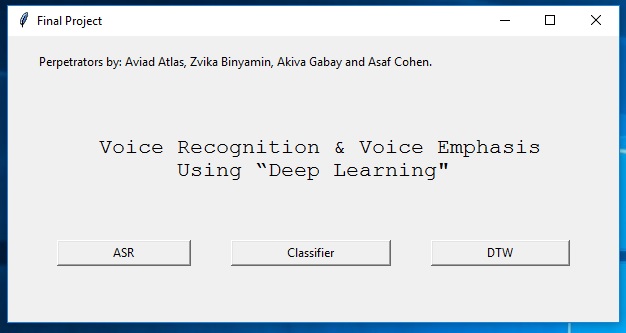 Final Project
Perpetrators by: Aviad Atlas, Zvika Binyamin, Akiva Gabay and Asaf Cohen.
Voice Recognition & Voice Emphasis
Using “Deep Learning"
ASR
Classifier
DTW